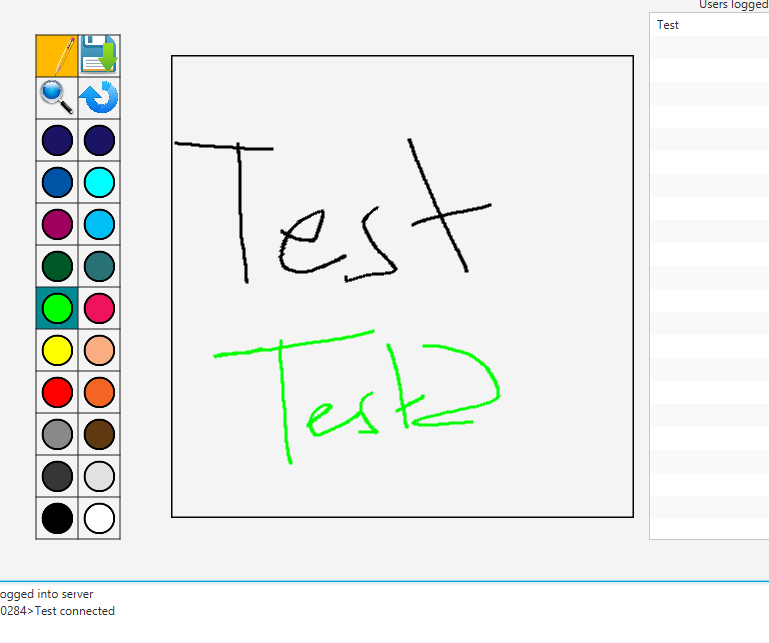 Users logged
Test
Test
Test2
ogged into server
0284>Test connected